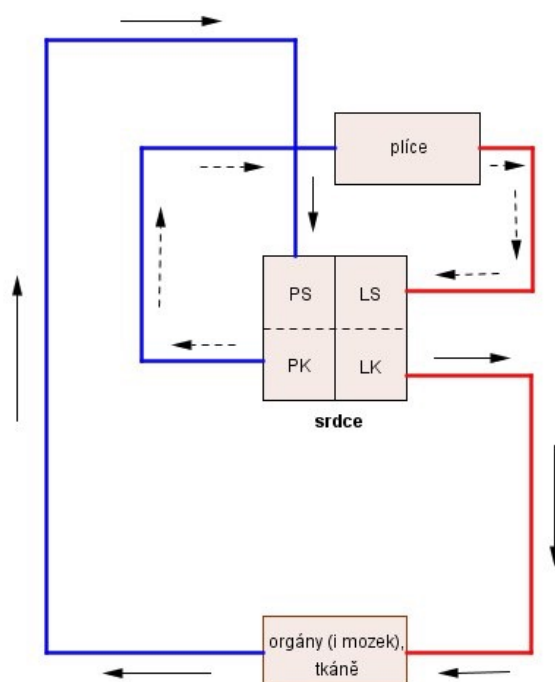 plíce
PS
LS
PK
LK
srdce
orgány (i mozek),
tkáně